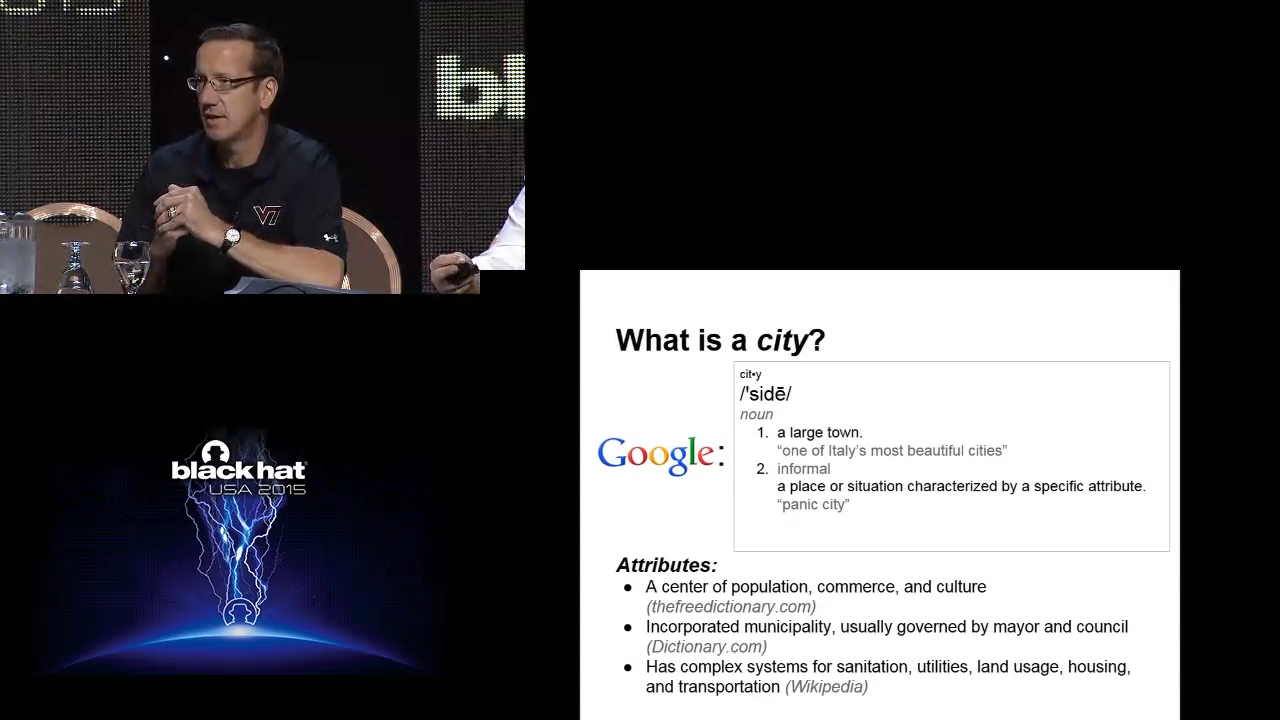 bl
VT
black hat
USA 2015
What is a city?
cit•y
/'sidē/
noun
1. a large town.
“one of Italy’s most beautiful cities”
2. informal
a place or situation characterized by a specific attribute.
“panic city”
Google:
Attributes:
● A center of population, commerce, and culture
(thefreedictionary.com)
● Incorporated municipality, usually governed by mayor and council
(Dictionary.com)
● Has complex systems for sanitation, utilities, land usage, housing,
and transportation (Wikipedia)